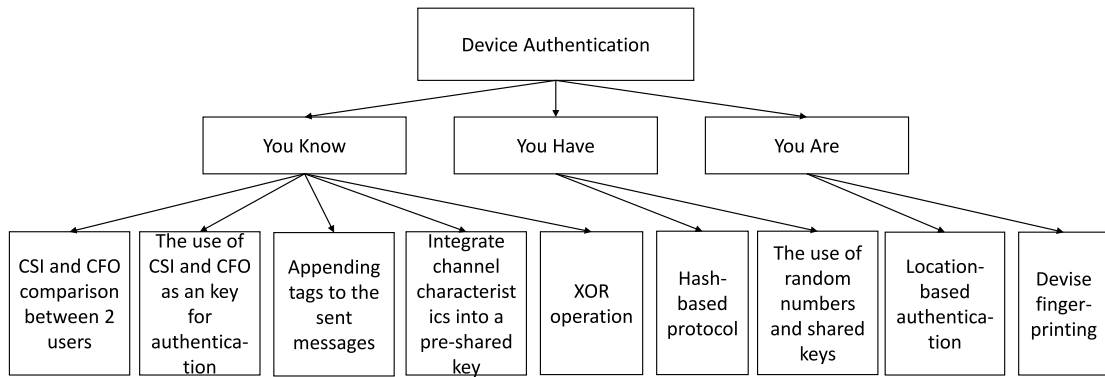 Device Authentication
You Know
You Have
You Are
CSI and CFO
comparison
between 2
users
The use of
CSI and CFO
as an key
for
authentica-
tion
Appending
tags to the
sent
messages
Integrate
channel
characterist
ics into a
pre-shared
key
XOR
operation
Hash-
based
protocol
The use of
random
numbers
and shared
keys
Location-
based
authentica-
tion
Devise
finger-
printing